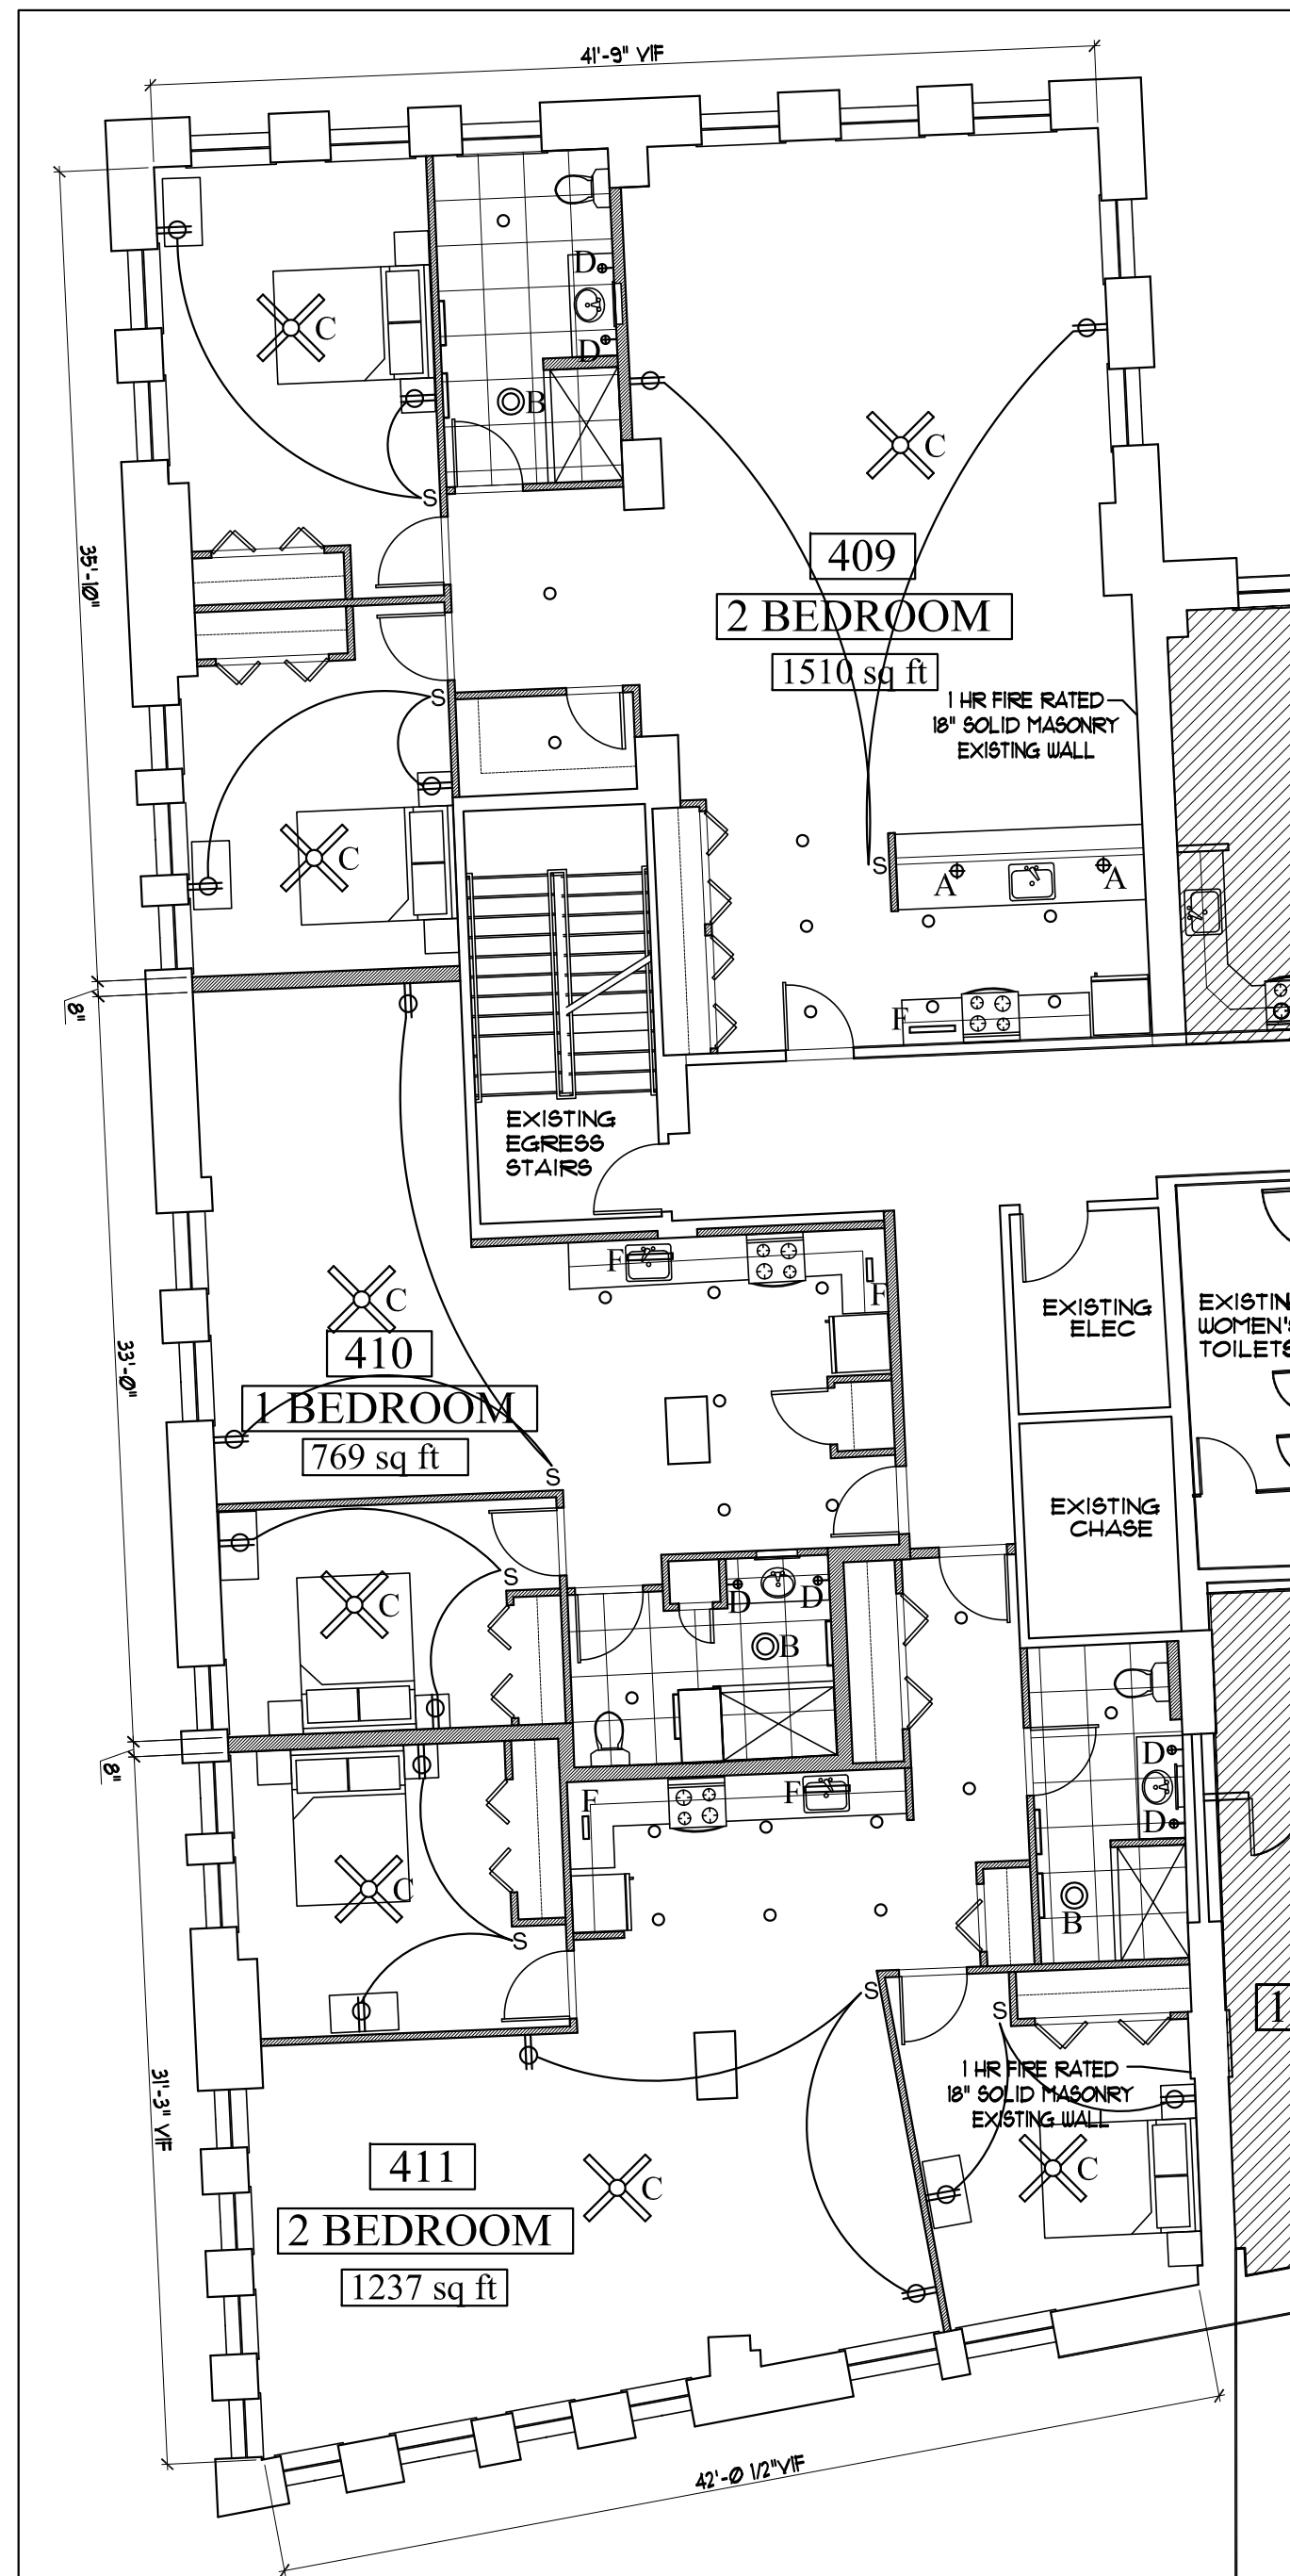 41'-9" VIF
D
C
D
B
C
S
35'-10"
409
2 BEDROOM
1510 sq ft
S
1 HR FIRE RATED
18" SOLID MASONRY
EXISTING WALL
C
S
A
A
8"
F
EXISTING
EGRESS
STAIRS
F
F
C
EXISTING
ELEC
33'-0"
410
1 BEDROOM
769 sq ft
S
EXISTING
CHASE
S
C
D
D
B
8"
D
F
F
D
C
B
S
S
S
1
31'-3" VIF
1 HR FIRE RATED
18" SOLID MASONRY
EXISTING WALL
411
C
C
2 BEDROOM
1237 sq ft
42'-0 1/2"VIF